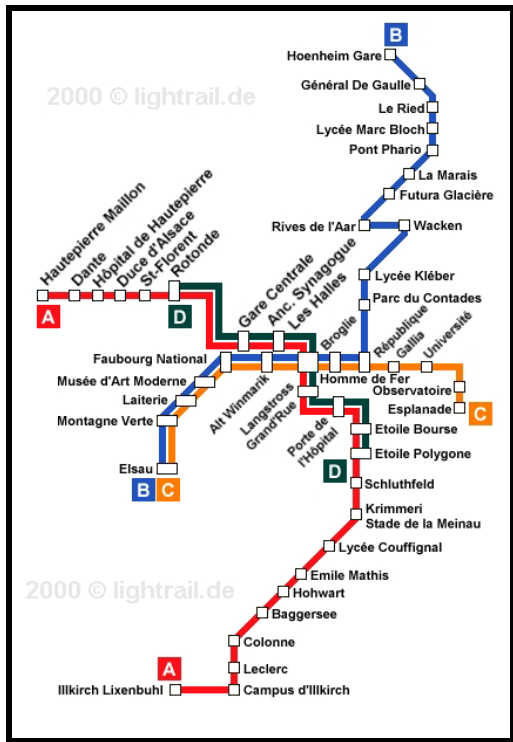 B
Hoenheim Gare
2000 © lightrail.de
Général De Gaulle
Le Ried
Lycée Marc Bloch
Pont Phario
La Marais
Futura Glacière
Rives de l'Aar
Wacken
Hautepierre Maillon
Dante
Hôpital de Hautepierre
Duce d'Alsace
St-Florent
Rotonde
A
D
Gare Centrale
Anc. Synagogue
Les Halles
Lycée Kléber
Parc du Contades
Broglie
République
Gallia
Université
Faubourg National
Musée d'Art Moderne
Laiterie
Montagne Verte
Elsau
B
C
Alt Winmarik
Langstross
Grand'Rue
Homme de Fer
Observatoire
Esplanade
C
Porte de
l'Hôpital
Etoile Bourse
Etoile Polygone
D
Schluthfeld
Krimmeri
Stade de la Meinau
Lycée Couffignal
Emile Mathis
Hohwart
2000 © lightrail.de
Baggersee
Colonne
A
Leclerc
Illkirch Lixenbuhl
Campus d'Illkirch